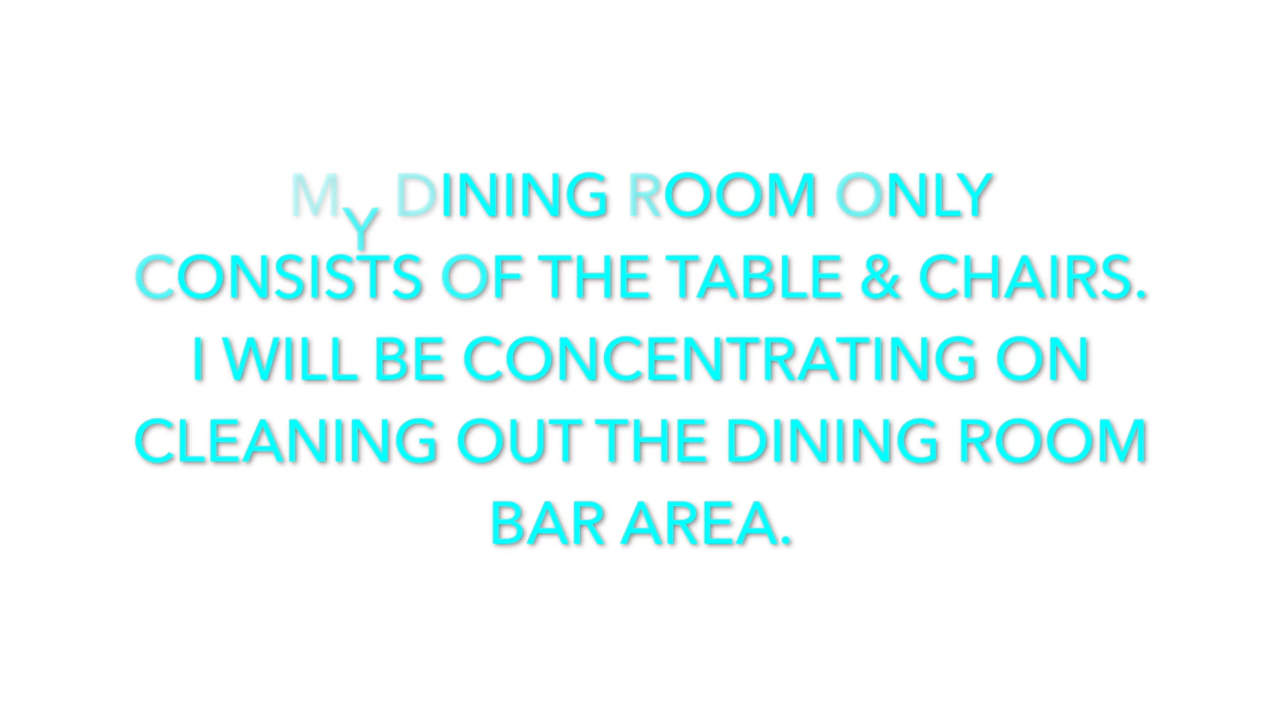 MY DINING ROOM ONLY
CONSISTS OF THE TABLE & CHAIRS.
I WILL BE CONCENTRATING ON
CLEANING OUT THE DINING ROOM
BAR AREA.